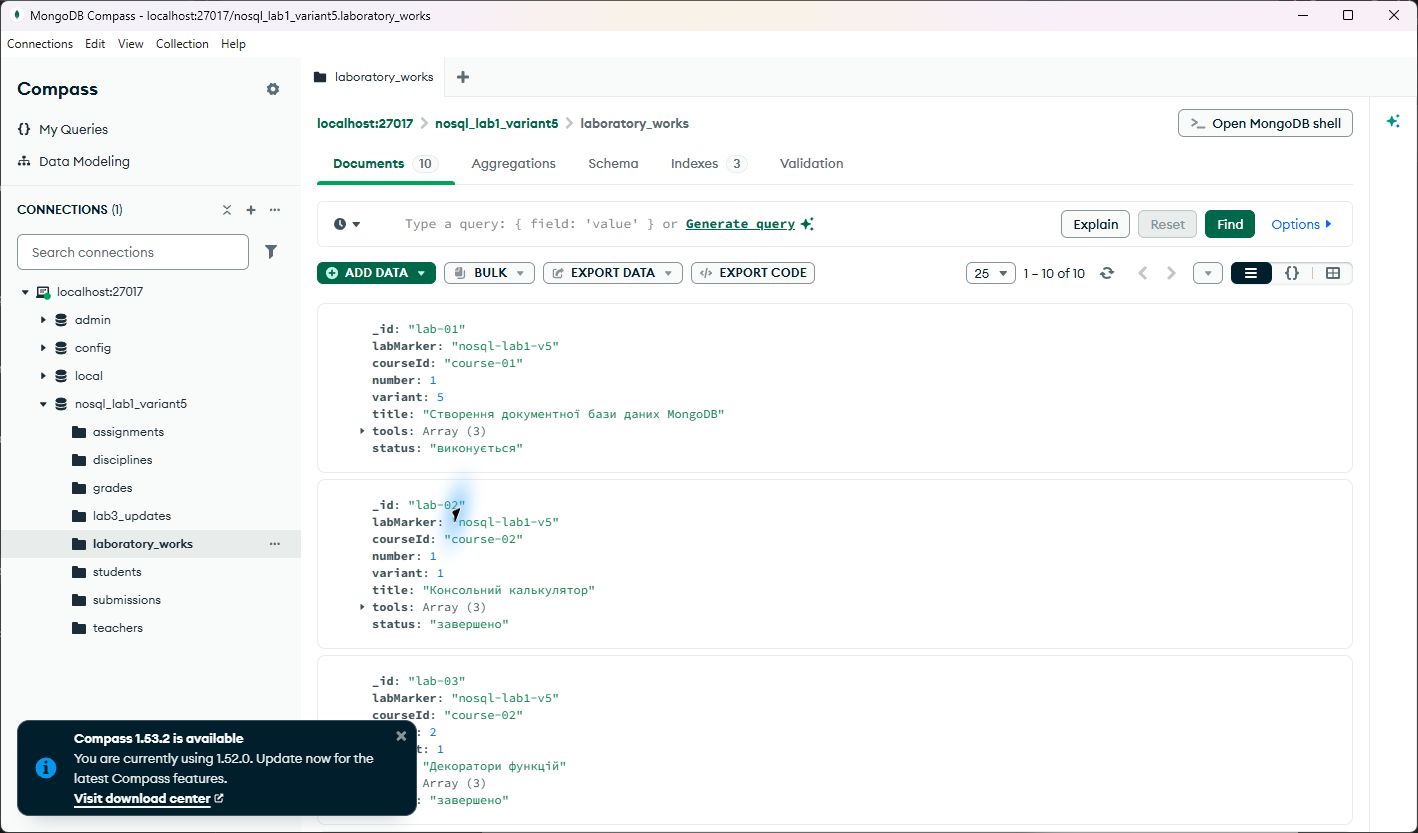 MongoDB Compass - localhost:27017/nosql_lab1_variant5.laboratory_works
Connections Edit View Collection Help
Compass
My Queries
Data Modeling
CONNECTIONS (1)
Search connections
localhost:27017
admin
config
local
nosql_lab1_variant5
assignments
disciplines
grades
lab3_updates
laboratory_works
students
submissions
teachers
laboratory_works
localhost:27017 > nosql_lab1_variant5 > laboratory_works
>_ Open MongoDB shell
Documents 10 Aggregations Schema Indexes 3 Validation
Type a query: { field: 'value' } or Generate query
Explain Reset Find Options
ADD DATA BULK EXPORT DATA EXPORT CODE
25 1 – 10 of 10
_id: "lab-01"
labMarker: "nosql-lab1-v5"
courseId: "course-01"
number: 1
variant: 5
title: "Створення документної бази даних MongoDB"
tools: Array (3)
status: "виконується"
_id: "lab-02"
labMarker: "nosql-lab1-v5"
courseId: "course-02"
number: 1
variant: 1
title: "Консольний калькулятор"
tools: Array (3)
status: "завершено"
_id: "lab-03"
labMarker: "nosql-lab1-v5"
courseId: "course-02"
: 2
t: 1
"Декоратори функцій"
Array (3)
: "завершено"
Compass 1.53.2 is available
You are currently using 1.52.0. Update now for the
latest Compass features.
Visit download center